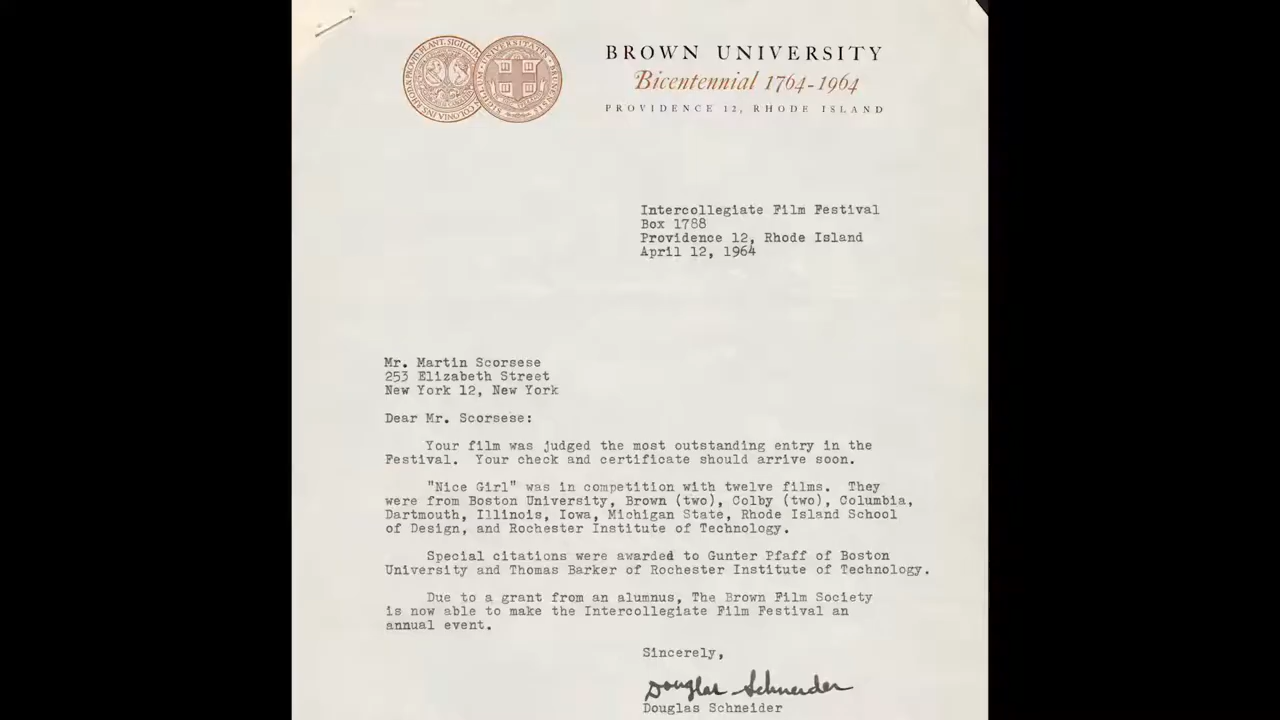 BROWN UNIVERSITY
Bicentennial 1764-1964
PROVIDENCE 12, RHODE ISLAND
Intercollegiate Film Festival
Box 1788
Providence 12, Rhode Island
April 12, 1964
Mr. Martin Scorsese
253 Elizabeth Street
New York 12, New York
Dear Mr. Scorsese:
Your film was judged the most outstanding entry in the
Festival. Your check and certificate should arrive soon.
"Nice Girl" was in competition with twelve films. They
were from Boston University, Brown (two), Colby (two), Columbia,
Dartmouth, Illinois, Iowa, Michigan State, Rhode Island School
of Design, and Rochester Institute of Technology.
Special citations were awarded to Gunter Pfaff of Boston
University and Thomas Barker of Rochester Institute of Technology.
Due to a grant from an alumnus, The Brown Film Society
is now able to make the Intercollegiate Film Festival an
annual event.
Sincerely,
Douglas Schneider
Douglas Schneider